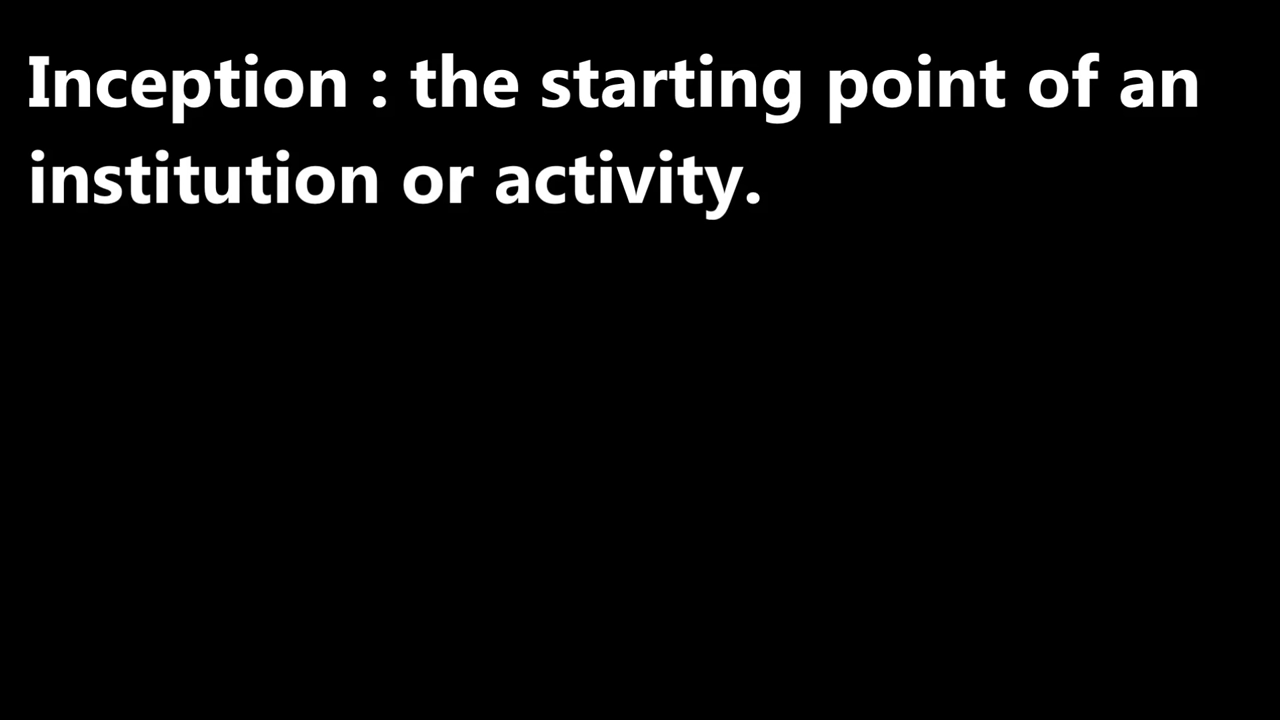 Inception : the starting point of an
institution or activity.